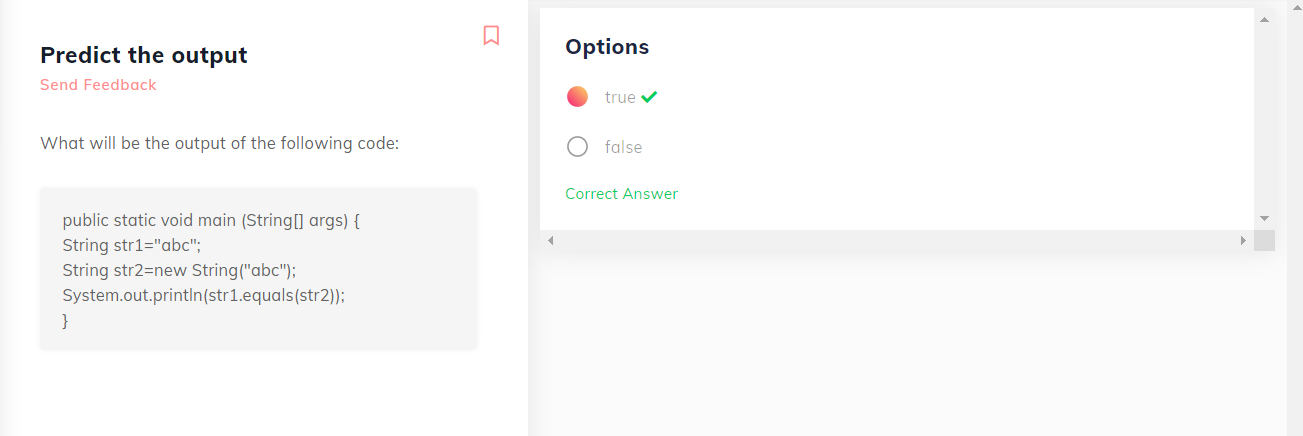 Predict the output
Send Feedback
What will be the output of the following code:
public static void main (String[] args) {
String str1="abc";
String str2=new String("abc");
System.out.println(str1.equals(str2));
}
Options
true
false
Correct Answer